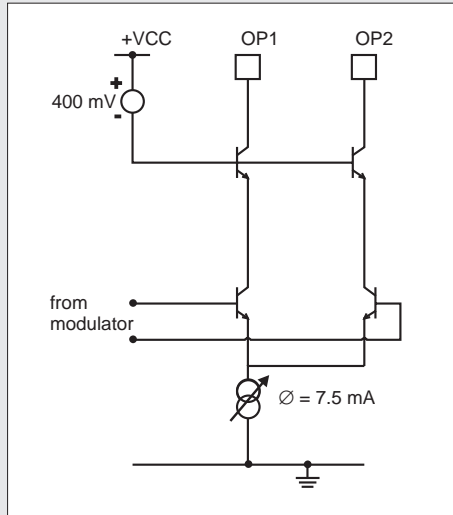 +VCC
OP1
OP2
+
400 mV
-
from
modulator
∅ = 7.5 mA